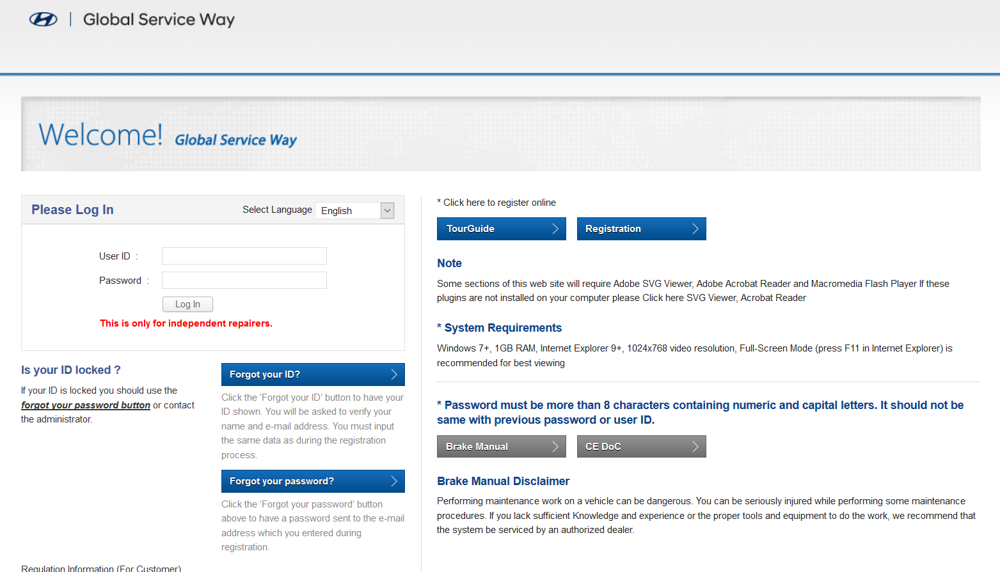 Global Service Way
Welcome! Global Service Way
Please Log In
Select Language English
User ID :
Password :
Log In
This is only for independent repairers.
Is your ID locked ?
If your ID is locked you should use the
forgot your password button or contact
the administrator.
Forgot your ID?
Click the ‘Forgot your ID’ button to have your
ID shown. You will be asked to verify your
name and e-mail address. You must input
the same data as during the registration
process.
Forgot your password?
Click the ‘Forgot your password’ button
above to have a password sent to the e-mail
address which you entered during
registration.
Regulation Information (For Customer)
* Click here to register online
TourGuide
Registration
Note
Some sections of this web site will require Adobe SVG Viewer, Adobe Acrobat Reader and Macromedia Flash Player If these
plugins are not installed on your computer please Click here SVG Viewer, Acrobat Reader
* System Requirements
Windows 7+, 1GB RAM, Internet Explorer 9+, 1024x768 video resolution, Full-Screen Mode (press F11 in Internet Explorer) is
recommended for best viewing
* Password must be more than 8 characters containing numeric and capital letters. It should not be
same with previous password or user ID.
Brake Manual
CE DoC
Brake Manual Disclaimer
Performing maintenance work on a vehicle can be dangerous. You can be seriously injured while performing some maintenance
procedures. If you lack sufficient Knowledge and experience or the proper tools and equipment to do the work, we recommend that
the system be serviced by an authorized dealer.